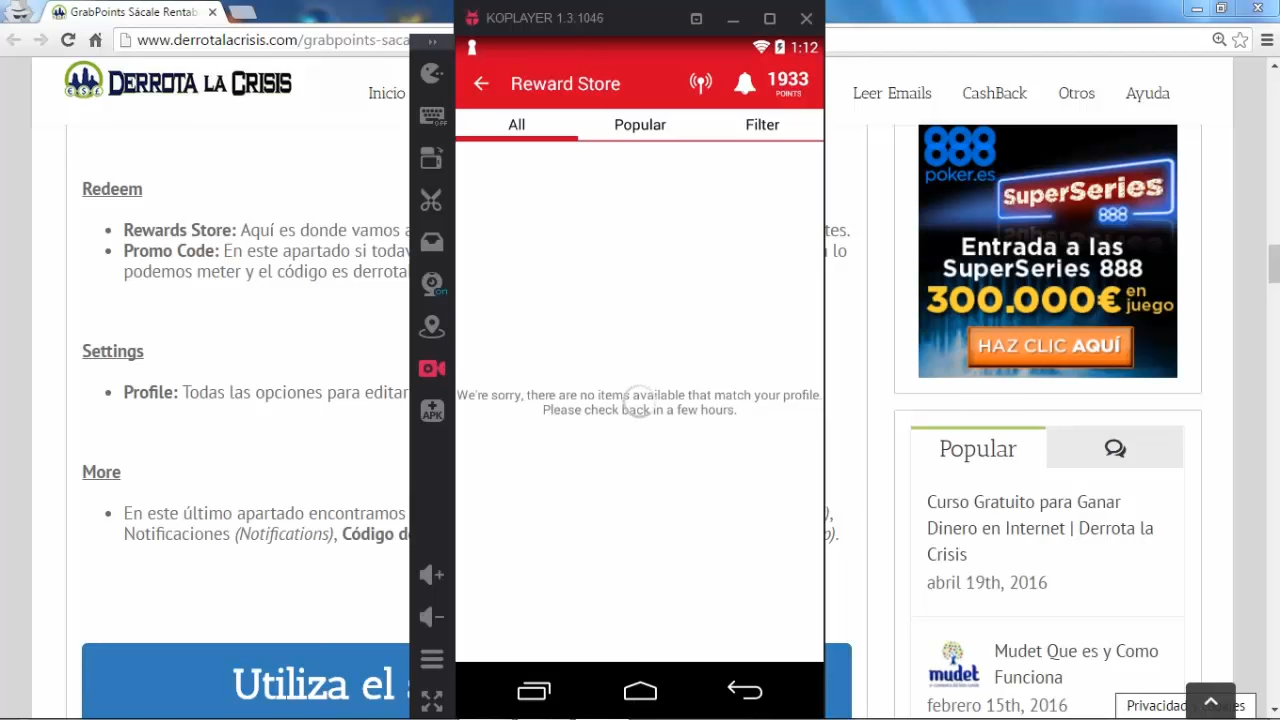 GrabPoints Sácale Rentab
www.derrotalacrisis.com/grabpoints-saca
DERROTA LA CRISIS
Inicio
Leer Emails
CashBack
Otros
Ayuda
Redeem
Rewards Store: Aquí es donde vamos a
tes.
Promo Code: En este apartado si today
a lo
podemos meter y el código es derrotal
Settings
Profile: Todas las opciones para editar
More
En este último apartado encontramos
Notificaciones (Notifications), Código de
Utiliza el
KOPLAYER 1.3.1046
1:12
Reward Store
1933
POINTS
All
Popular
Filter
We're sorry, there are no items available that match your profile.
Please check back in a few hours.
OFF
on
APK
888
poker.es
SuperSeries
888
Entrada a las
SuperSeries 888
300.000€ en
juego
HAZ CLIC AQUÍ
Popular
Curso Gratuito para Ganar
Dinero en Internet | Derrota la
Crisis
abril 19th, 2016
mudet
Mudet Que es y Como
Funciona
febrero 15th, 2016